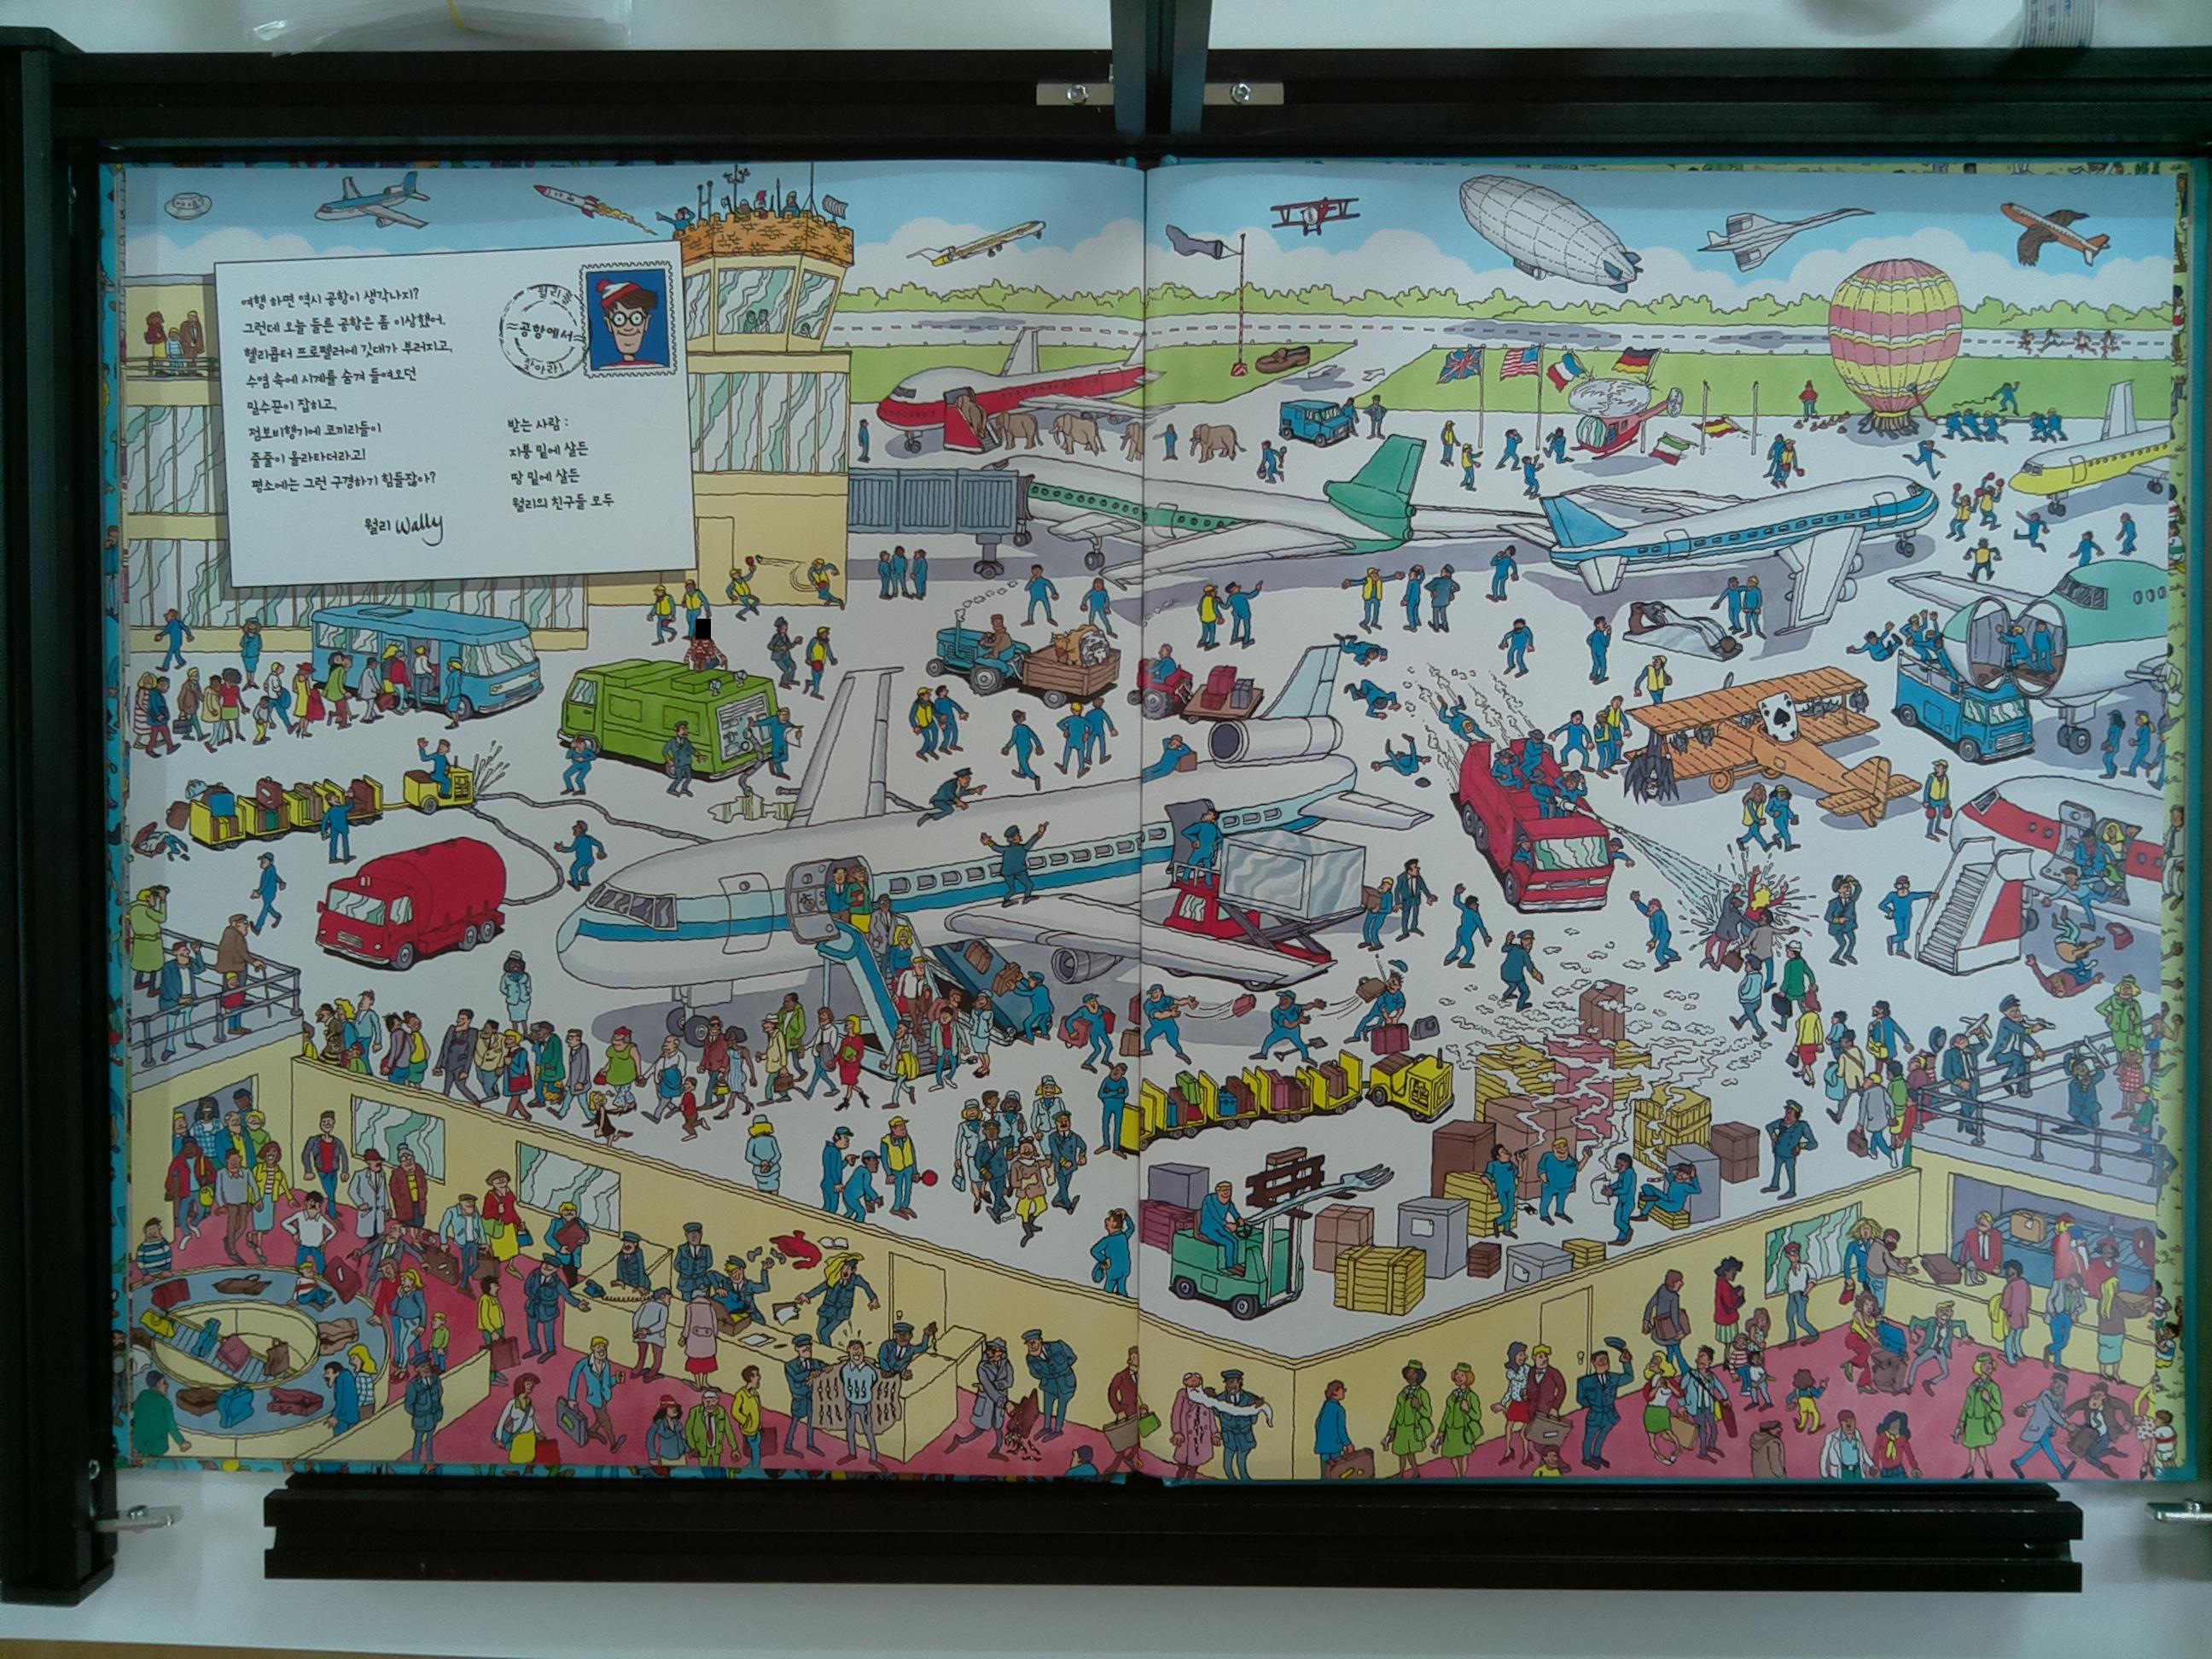 여행 하면 역시 공항이 생각나지?
그런데 오늘 들른 공항은 좀 이상했어.
헬리콥터 프로펠러에 깃대가 부러지고,
수염 속에 시계를 숨겨 들여오던
밀수꾼이 잡히고,
점보비행기에 코끼리들이
줄줄이 올라타더라고!
평소에는 그런 구경하기 힘들잖아?
월리 Wally
월리를
공항에서
찾아라!
받는 사람 :
지붕 밑에 살든
땅 밑에 살든
월리의 친구들 모두